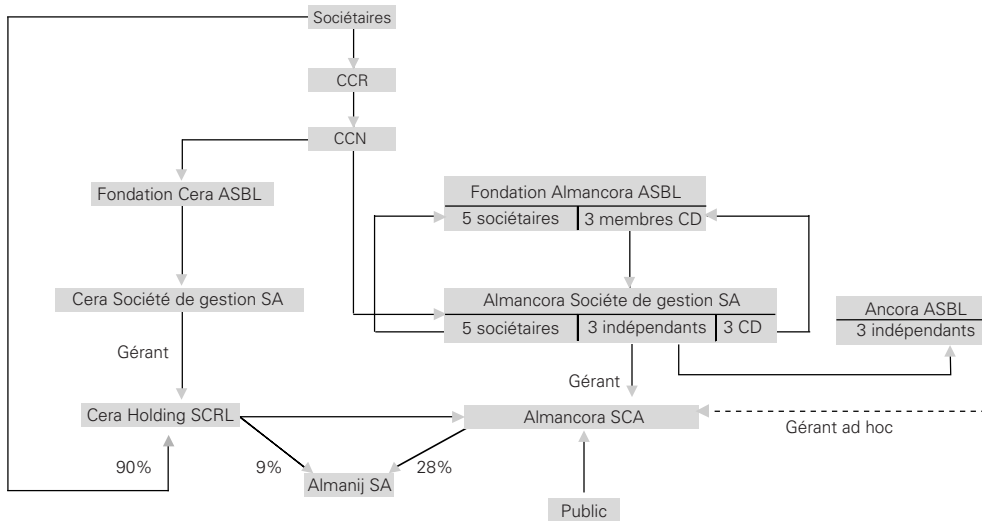 Sociétaires
CCR
CCN
Fondation Cera ASBL
Fondation Almancora ASBL
5 sociétaires 3 membres CD
Cera Société de gestion SA
Almancora Sociéte de gestion SA
5 sociétaires 3 indépendants 3 CD
Ancora ASBL
3 indépendants
Gérant
Gérant
Cera Holding SCRL
Almancora SCA
Gérant ad hoc
90%
9%
28%
Almanij SA
Public